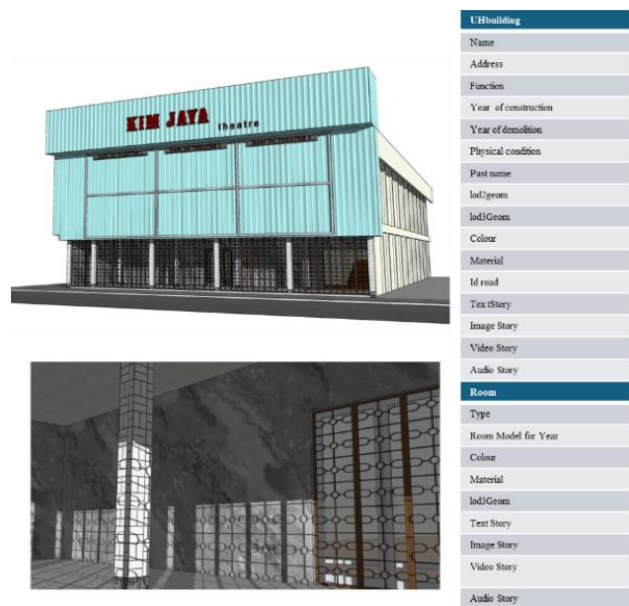 KIM JAYA theatre
UHbuilding
Name
Address
Function
Year of construction
Year of demolition
Physical condition
Past name
lod2geom
lod3Geom
Colour
Material
Id road
Tex tStory
Image Story
Video Story
Audio Story
Room
Type
Room Model for Year
Colour
Material
lod3Geom
Text Story
Image Story
Video Story
Audio Story